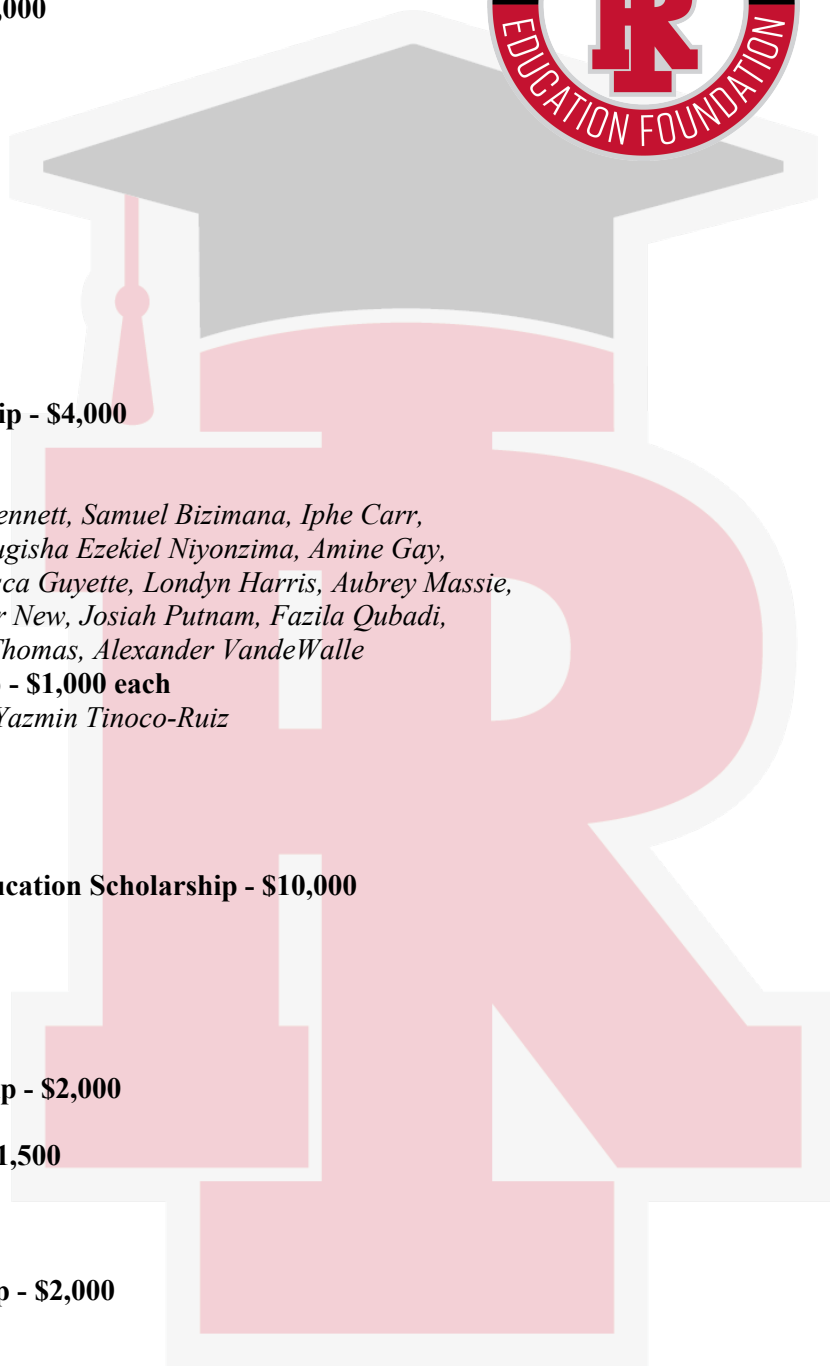 ,000
EDUCATION FOUNDATION
ip - $4,000
ennett, Samuel Bizimana, Iphe Carr,
ugisha Ezekiel Niyonzima, Amine Gay,
ca Guyette, Londyn Harris, Aubrey Massie,
r New, Josiah Putnam, Fazila Qubadi,
Thomas, Alexander VandeWalle
- $1,000 each
Yazmin Tinoco-Ruiz
ucation Scholarship - $10,000
p - $2,000
1,500
p - $2,000